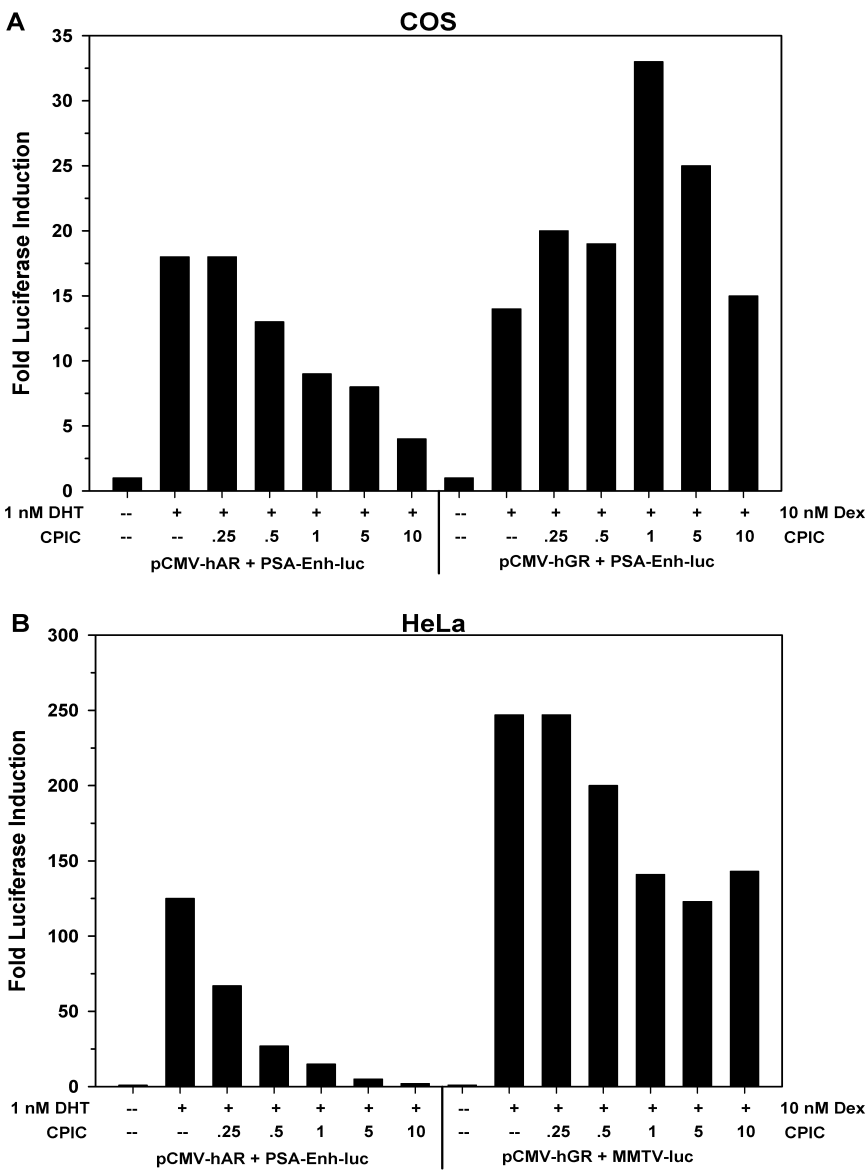 A
COS
Fold Luciferase Induction
35
30
25
20
15
10
5
0
1 nM DHT -- + + + + + + -- + + + + + + 10 nM Dex
CPIC -- -- .25 .5 1 5 10 -- -- .25 .5 1 5 10 CPIC
pCMV-hAR + PSA-Enh-luc pCMV-hGR + PSA-Enh-luc
B
HeLa
Fold Luciferase Induction
300
250
200
150
100
50
0
1 nM DHT -- + + + + + + -- + + + + + + 10 nM Dex
CPIC -- -- .25 .5 1 5 10 -- -- .25 .5 1 5 10 CPIC
pCMV-hAR + PSA-Enh-luc pCMV-hGR + MMTV-luc